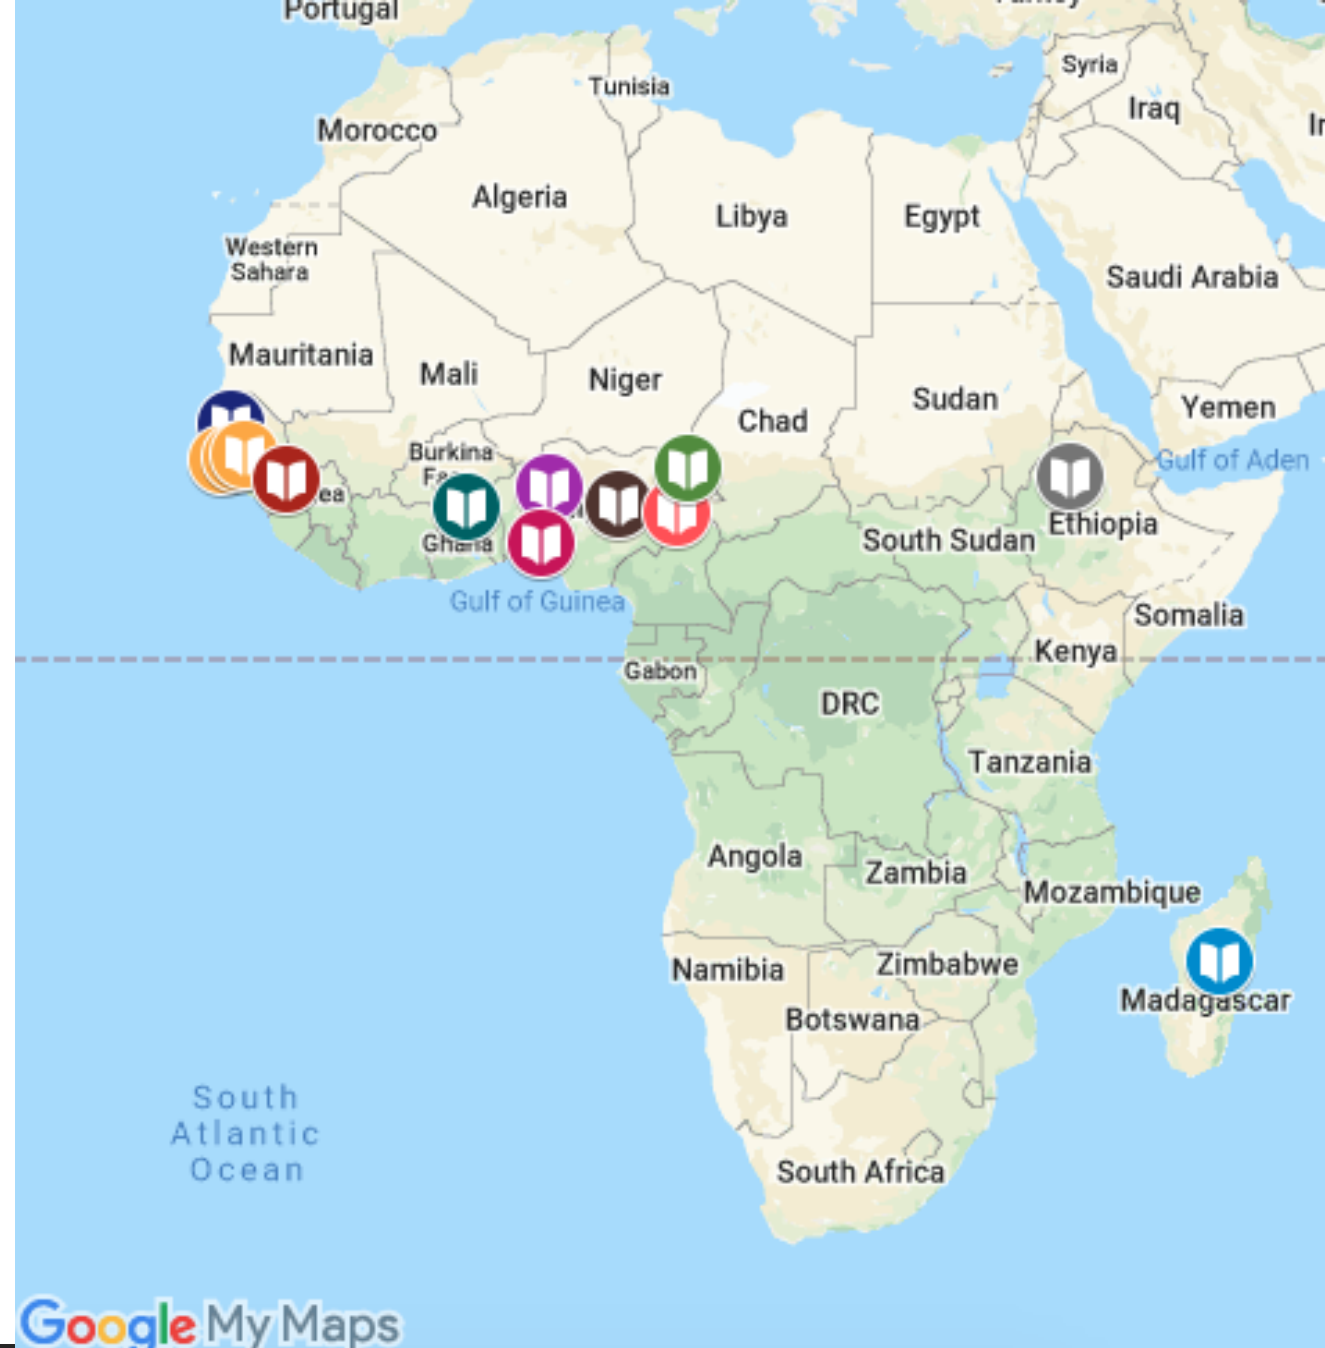 Portugal
Tunisia
Syria
Iraq
Morocco
Algeria
Libya
Egypt
Western
Sahara
Saudi Arabia
Mauritania
Mali
Niger
Chad
Sudan
Yemen
Burkina
Gulf of Aden
ea
Ethiopia
Ghana
South Sudan
Gulf of Guinea
Somalia
Kenya
Gabon
DRC
Tanzania
Angola
Zambia
Mozambique
Namibia
Zimbabwe
Madagascar
Botswana
South
Atlantic
Ocean
South Africa
Google My Maps